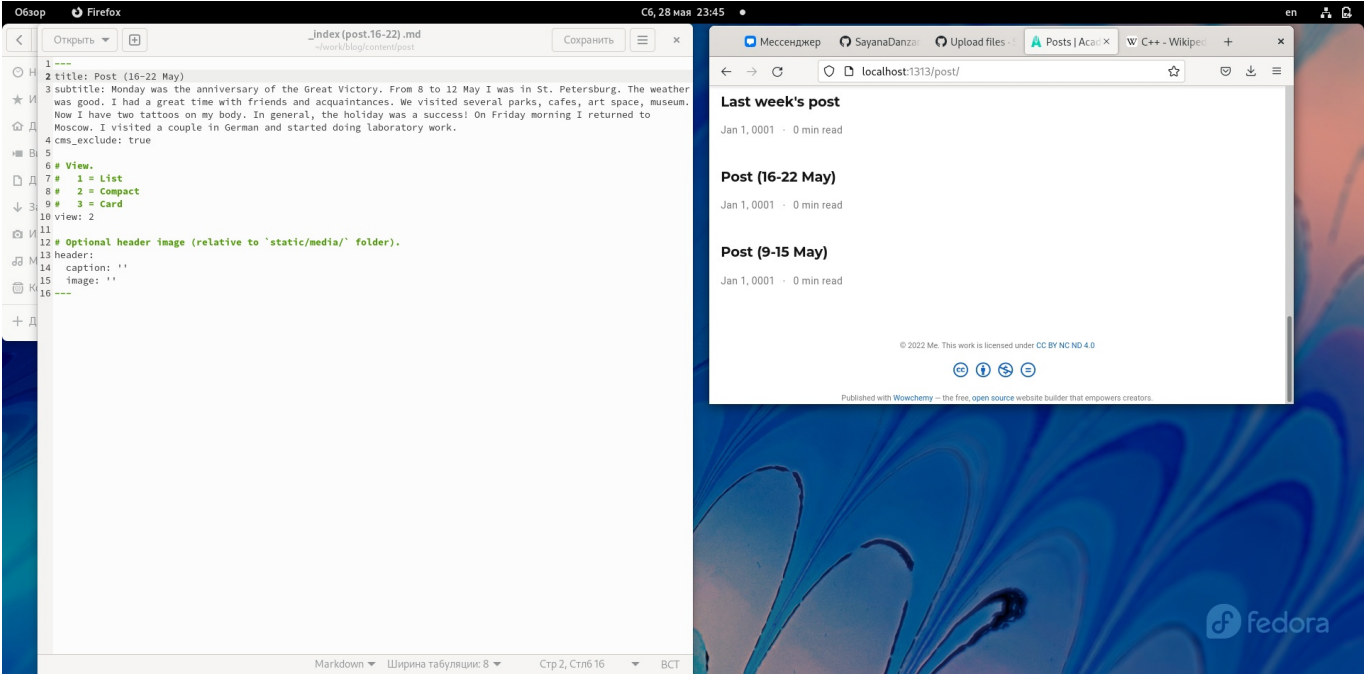 Обзор
Firefox
Сб, 28 мая 23:45
en
Открыть
_index (post.16-22) .md
~/work/blog/content/post
Сохранить
1 ---
2 title: Post (16-22 May)
3 subtitle: Monday was the anniversary of the Great Victory. From 8 to 12 May I was in St. Petersburg. The weather
was good. I had a great time with friends and acquaintances. We visited several parks, cafes, art space, museum.
Now I have two tattoos on my body. In general, the holiday was a success! On Friday morning I returned to
Moscow. I visited a couple in German and started doing laboratory work.
4 cms_exclude: true
5
6 # View.
7 #   1 = List
8 #   2 = Compact
9 #   3 = Card
10 view: 2
11
12 # Optional header image (relative to `static/media/` folder).
13 header:
14   caption: ''
15   image: ''
16 ---
Markdown
Ширина табуляции: 8
Стр 2, Стлб 16
ВСТ
Мессенджер
SayanaDanza
Upload files
Posts | Acad
C++ - Wikiped
localhost:1313/post/
Last week's post
Jan 1, 0001 · 0 min read
Post (16-22 May)
Jan 1, 0001 · 0 min read
Post (9-15 May)
Jan 1, 0001 · 0 min read
© 2022 Me. This work is licensed under CC BY NC ND 4.0
Published with Wowchemy — the free, open source website builder that empowers creators.
fedora